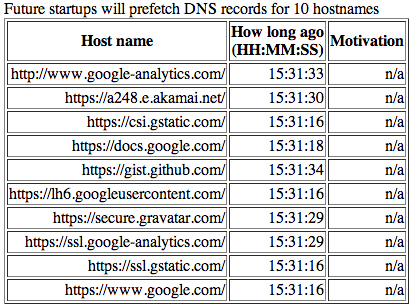 Future startups will prefetch DNS records for 10 hostnames
Host name How long ago (HH:MM:SS) Motivation
http://www.google-analytics.com/ 15:31:33 n/a
https://a248.e.akamai.net/ 15:31:30 n/a
https://csi.gstatic.com/ 15:31:16 n/a
https://docs.google.com/ 15:31:18 n/a
https://gist.github.com/ 15:31:34 n/a
https://lh6.googleusercontent.com/ 15:31:16 n/a
https://secure.gravatar.com/ 15:31:29 n/a
https://ssl.google-analytics.com/ 15:31:29 n/a
https://ssl.gstatic.com/ 15:31:16 n/a
https://www.google.com/ 15:31:16 n/a